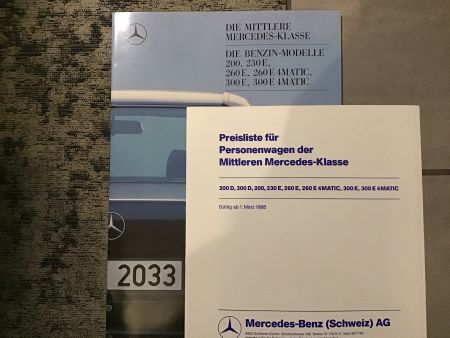 DIE MITTLERE
MERCEDES-KLASSE
DIE BENZIN-MODELLE
200, 230 E,
260 E, 260 E 4MATIC,
300 E, 300 E 4MATIC
2033
Preisliste für
Personenwagen der
Mittleren Mercedes-Klasse
200 D, 300 D, 200, 230 E, 260 E, 260 E 4MATIC, 300 E, 300 E 4MATIC
Gültig ab 1. März 1988
Mercedes-Benz (Schweiz) AG